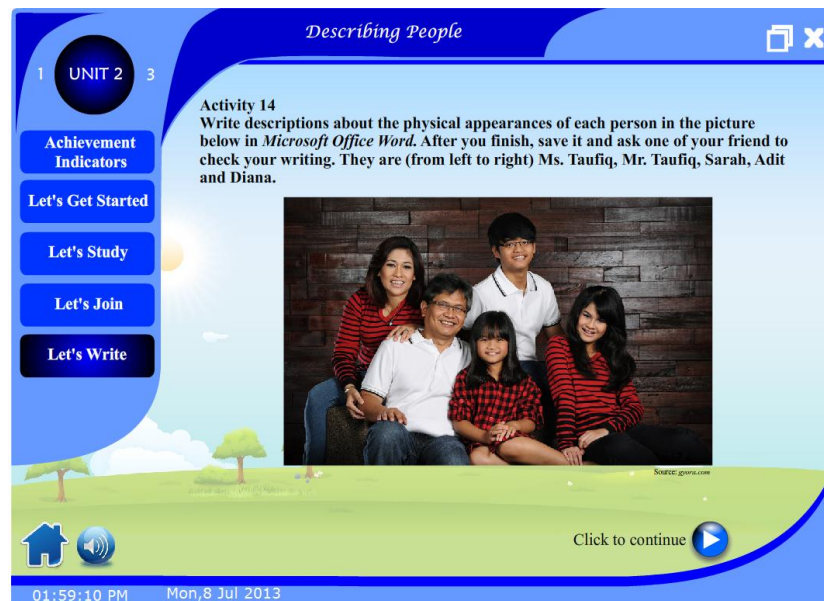 Describing People
1 UNIT 2 3
Achievement
Indicators
Let's Get Started
Let's Study
Let's Join
Let's Write
Activity 14
Write descriptions about the physical appearances of each person in the picture
below in Microsoft Office Word. After you finish, save it and ask one of your friend to
check your writing. They are (from left to right) Ms. Taufiq, Mr. Taufiq, Sarah, Adit
and Diana.
Source: gyora.com
Click to continue
01:59:10 PM Mon,8 Jul 2013